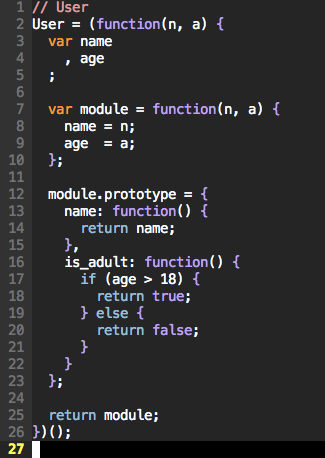 1 // User
2 User = (function(n, a) {
3   var name
4     , age
5   ;
6
7   var module = function(n, a) {
8     name = n;
9     age  = a;
10   };
11
12   module.prototype = {
13     name: function() {
14       return name;
15     },
16     is_adult: function() {
17       if (age > 18) {
18         return true;
19       } else {
20         return false;
21       }
22     }
23   };
24
25   return module;
26 })();
27